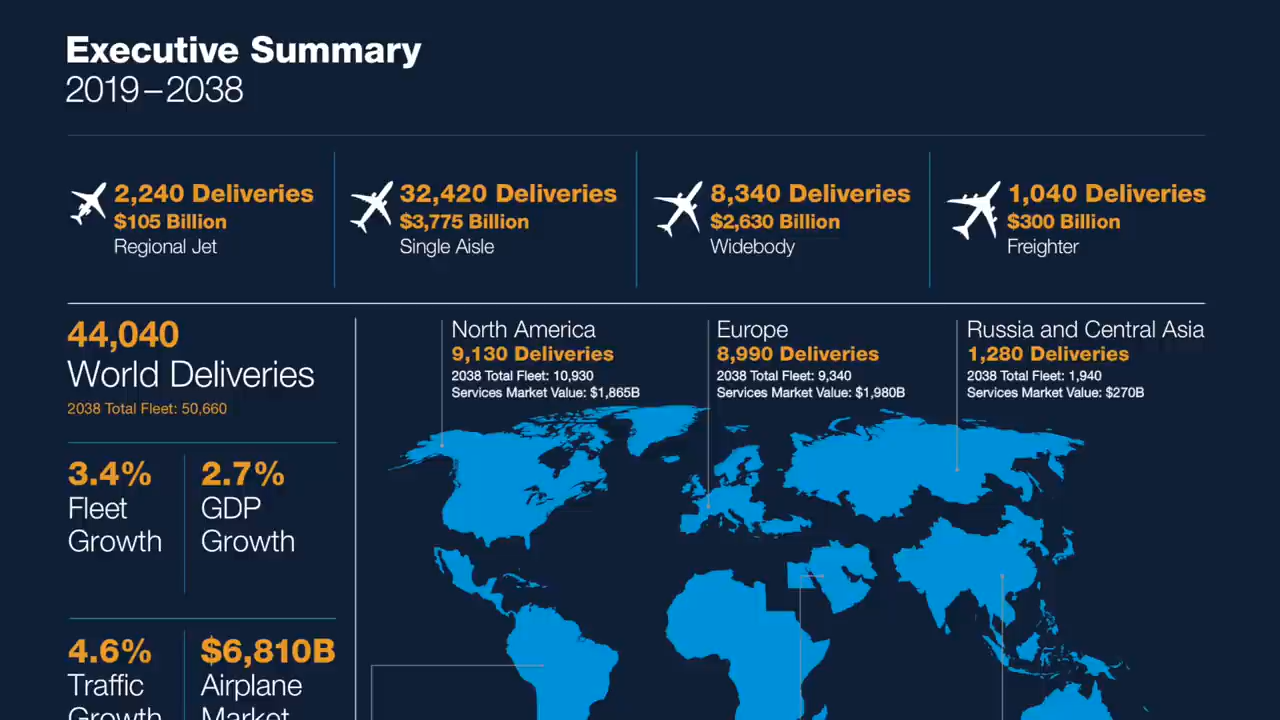 Executive Summary
2019–2038
2,240 Deliveries
$105 Billion
Regional Jet
32,420 Deliveries
$3,775 Billion
Single Aisle
8,340 Deliveries
$2,630 Billion
Widebody
1,040 Deliveries
$300 Billion
Freighter
44,040
World Deliveries
2038 Total Fleet: 50,660
3.4%
Fleet
Growth
2.7%
GDP
Growth
4.6%
Traffic
Growth
$6,810B
Airplane
Market
North America
9,130 Deliveries
2038 Total Fleet: 10,930
Services Market Value: $1,865B
Europe
8,990 Deliveries
2038 Total Fleet: 9,340
Services Market Value: $1,980B
Russia and Central Asia
1,280 Deliveries
2038 Total Fleet: 1,940
Services Market Value: $270B